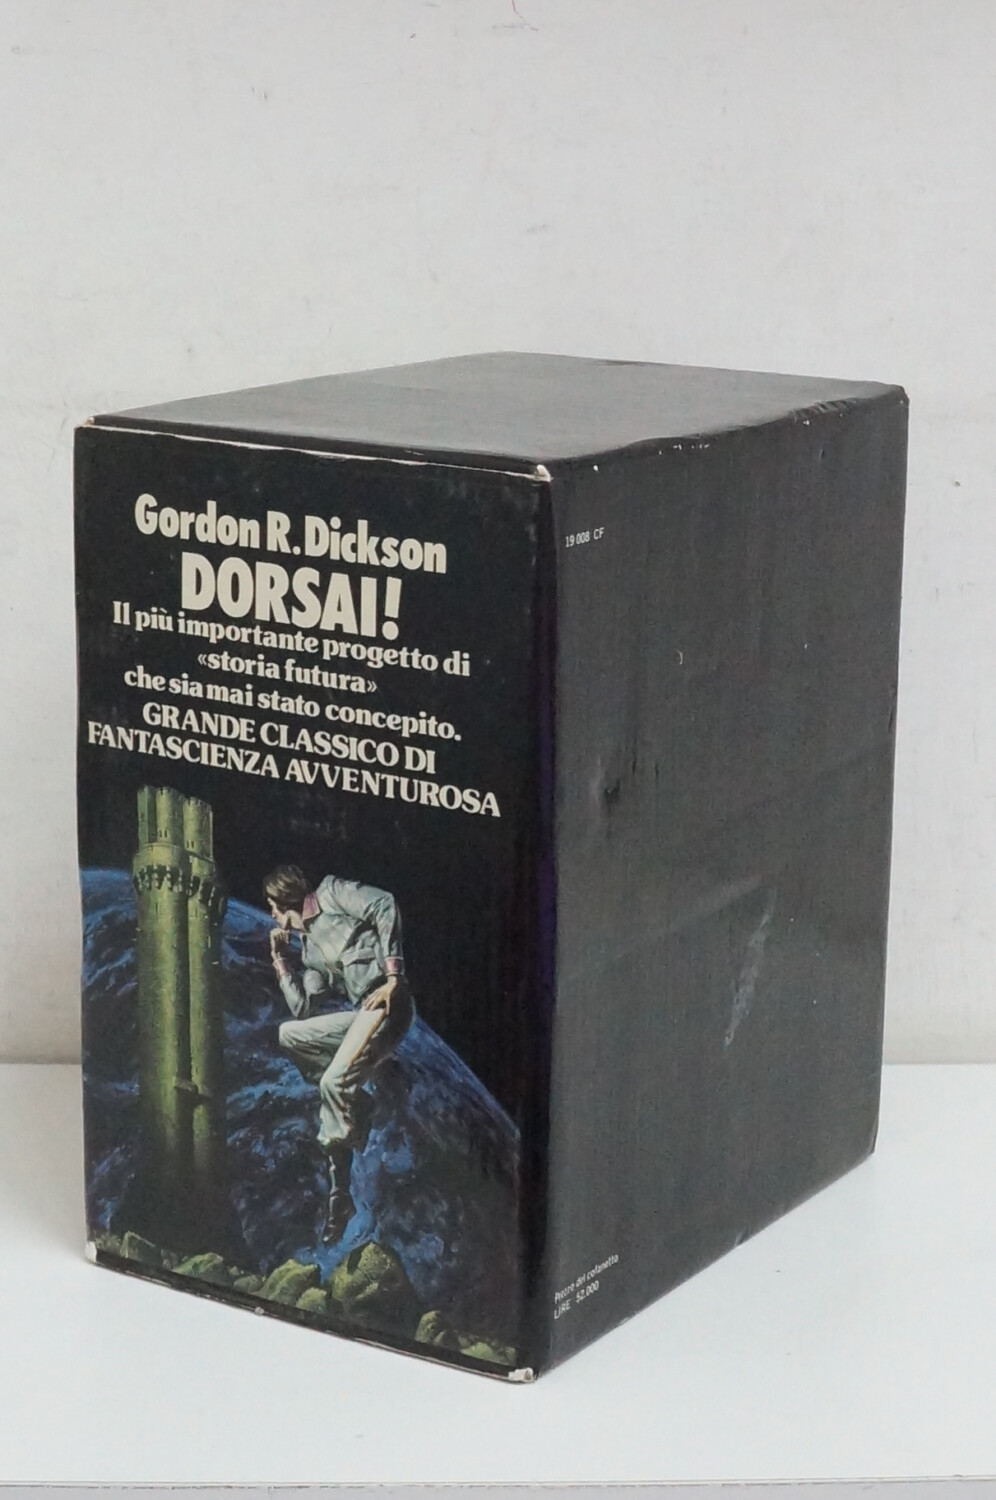 Gordon R. Dickson
DORSAI!
Il più importante progetto di
«storia futura»
che sia mai stato concepito.
GRANDE CLASSICO DI
FANTASCIENZA AVVENTUROSA
19 008 CF
Prezzo del cofanetto
LIRE 52.000